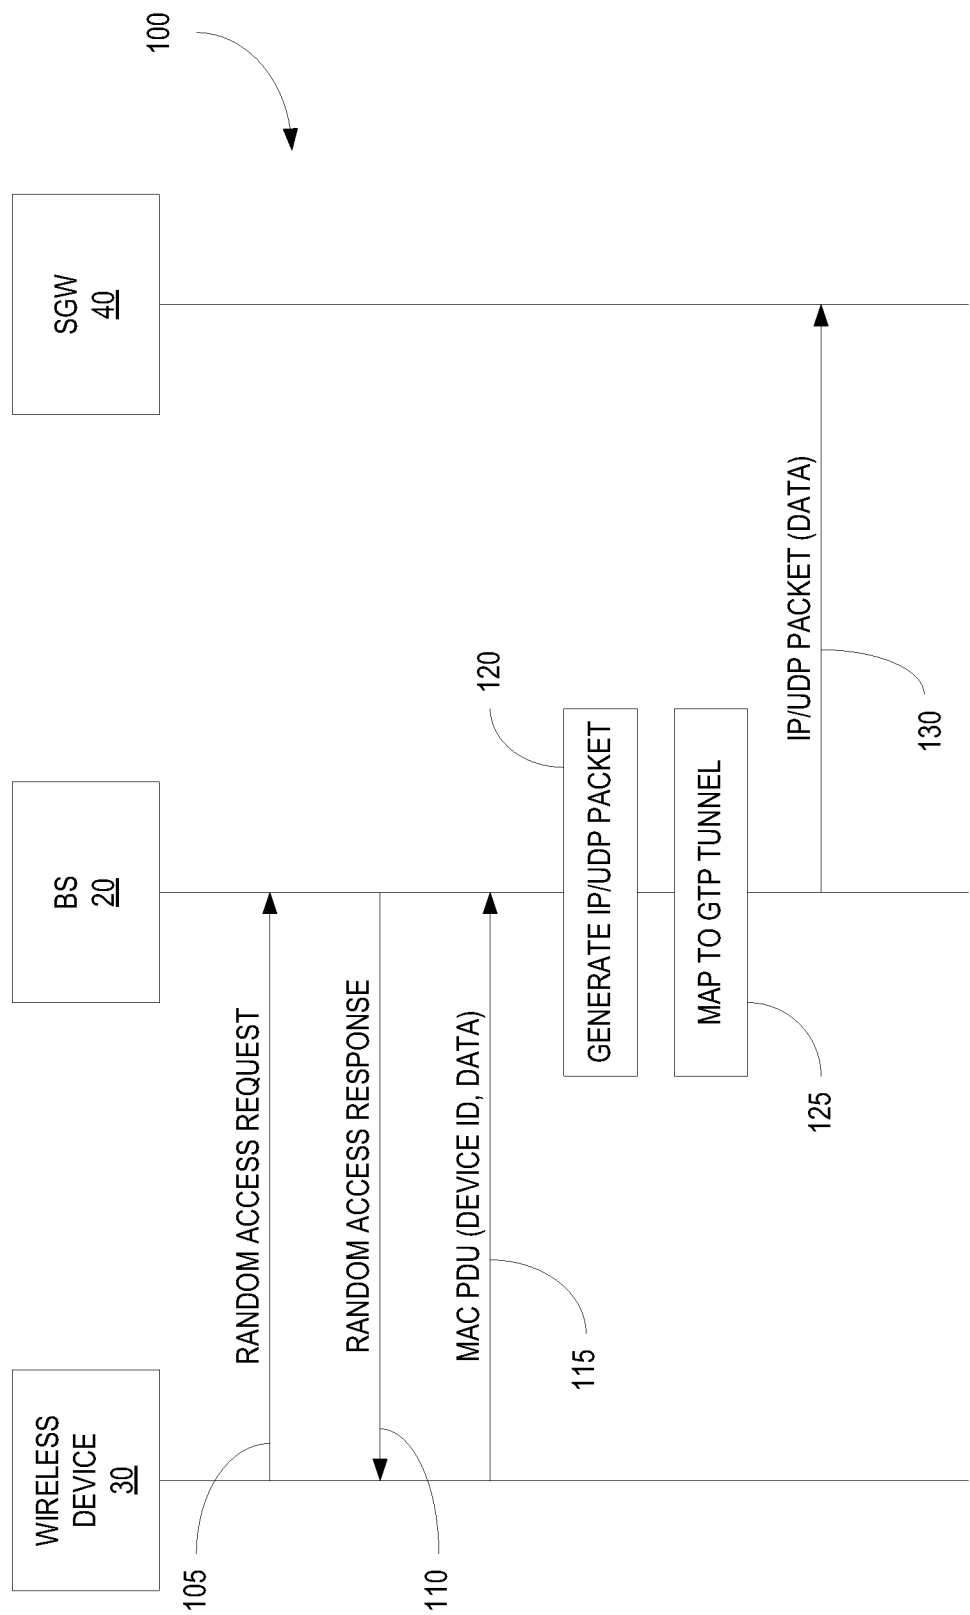 100
WIRELESS
DEVICE
30
BS
20
SGW
40
105
RANDOM ACCESS REQUEST
110
RANDOM ACCESS RESPONSE
MAC PDU (DEVICE ID, DATA)
115
120
GENERATE IP/UDP PACKET
MAP TO GTP TUNNEL
125
IP/UDP PACKET (DATA)
130